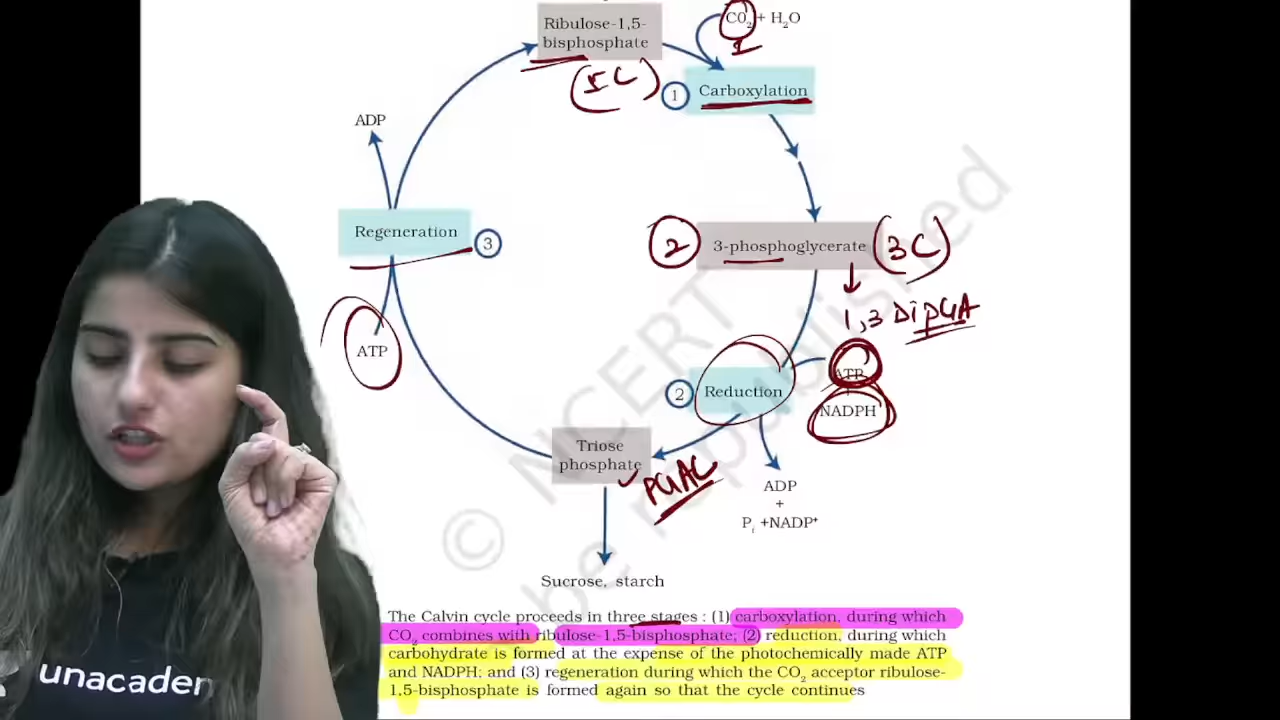 CO2 + H2O
Ribulose-1,5-
bisphosphate
(5C)
1
Carboxylation
ADP
Regeneration
3
2
3-phosphoglycerate
(3C)
1,3 DiPGA
ATP
ATP
2
Reduction
NADPH
Triose
phosphate
PGAL
ADP
+
Pi +NADP+
Sucrose, starch
© NCERT
be republished
The Calvin cycle proceeds in three stages : (1) carboxylation, during which
CO2 combines with ribulose-1,5-bisphosphate; (2) reduction, during which
carbohydrate is formed at the expense of the photochemically made ATP
and NADPH; and (3) regeneration during which the CO2 acceptor ribulose-
1,5-bisphosphate is formed again so that the cycle continues
unacaden